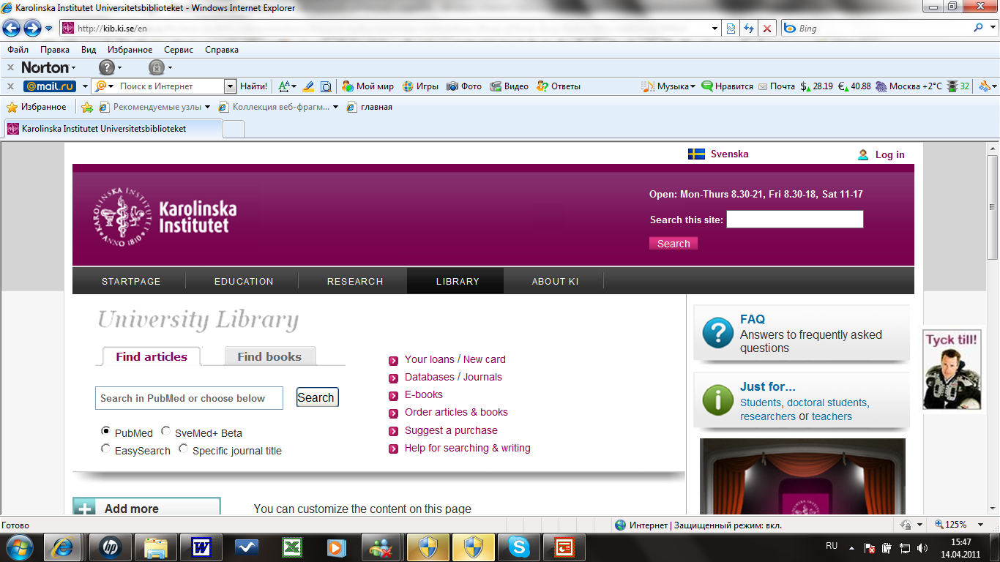 Karolinska Institutet Universitetsbiblioteket - Windows Internet Explorer
http://kib.ki.se/en
Bing
Файл Правка Вид Избранное Сервис Справка
Norton
@mail.ru Поиск в Интернет Найти! Мой мир Игры Фото Видео Ответы Музыка Нравится Почта $ 28.19 € 40.88 Москва +2°C 32
Избранное Рекомендуемые узлы Коллекция веб-фрагм... главная
Karolinska Institutet Universitetsbiblioteket
Svenska Log in
KAROLINSKA INSTITUTET ANNO 1810
Karolinska
Institutet
Open: Mon-Thurs 8.30-21, Fri 8.30-18, Sat 11-17
Search this site:
Search
STARTPAGE EDUCATION RESEARCH LIBRARY ABOUT KI
University Library
Find articles Find books
Search in PubMed or choose below Search
PubMed SveMed+ Beta
EasySearch Specific journal title
Your loans / New card
Databases / Journals
E-books
Order articles & books
Suggest a purchase
Help for searching & writing
FAQ
Answers to frequently asked
questions
Just for...
Students, doctoral students,
researchers or teachers
Tyck till!
Add more
You can customize the content on this page
Готово Интернет | Защищенный режим: вкл. 125%
RU 15:47
14.04.2011